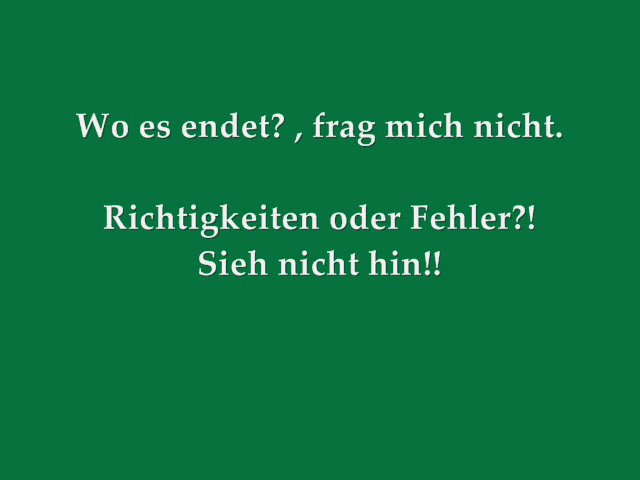 Wo es endet? , frag mich nicht.
Richtigkeiten oder Fehler?!
Sieh nicht hin!!